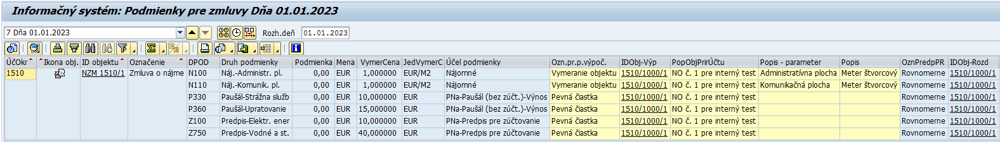 Informačný systém: Podmienky pre zmluvy Dňa 01.01.2023
7 Dňa 01.01.2023 Rozh.deň 01.01.2023
ÚčOkr Ikona obj. ID objektu Označenie DPOD Druh podmienky Podmienka Mena VymerCena JedVymerC Účel podmienky Ozn.pr.p.výpoč. IDObj-Výp PopObjPrirÚčtu Popis - parameter Popis OznPredpPR IDObj-Rozd
1510 NZM 1510/1 Zmluva o nájme N100 Náj.-Administr. pl. 0,00 EUR 1,000000 EUR/M2 Nájomné Vymeranie objektu 1510/1000/1 NO č. 1 pre interný test Administratívna plocha Meter štvorcový Rovnomerne 1510/1000/1
N110 Náj.-Komunik. pl. 0,00 EUR 1,000000 EUR/M2 Nájomné Vymeranie objektu 1510/1000/1 NO č. 1 pre interný test Komunikačná plocha Meter štvorcový Rovnomerne 1510/1000/1
P330 Paušál-Strážna služb 0,00 EUR 10,000000 EUR PNa-Paušál (bez zúčt.)-Výnos Pevná čiastka 1510/1000/1 NO č. 1 pre interný test Rovnomerne 1510/1000/1
P360 Paušál-Upratovanie 0,00 EUR 15,000000 EUR PNa-Paušál (bez zúčt.)-Výnos Pevná čiastka 1510/1000/1 NO č. 1 pre interný test Rovnomerne 1510/1000/1
Z100 Predpis-Elektr. ener 0,00 EUR 10,000000 EUR PNa-Predpis pre zúčtovanie Pevná čiastka 1510/1000/1 NO č. 1 pre interný test Rovnomerne 1510/1000/1
Z750 Predpis-Vodné a st. 0,00 EUR 40,000000 EUR PNa-Predpis pre zúčtovanie Pevná čiastka 1510/1000/1 NO č. 1 pre interný test Rovnomerne 1510/1000/1